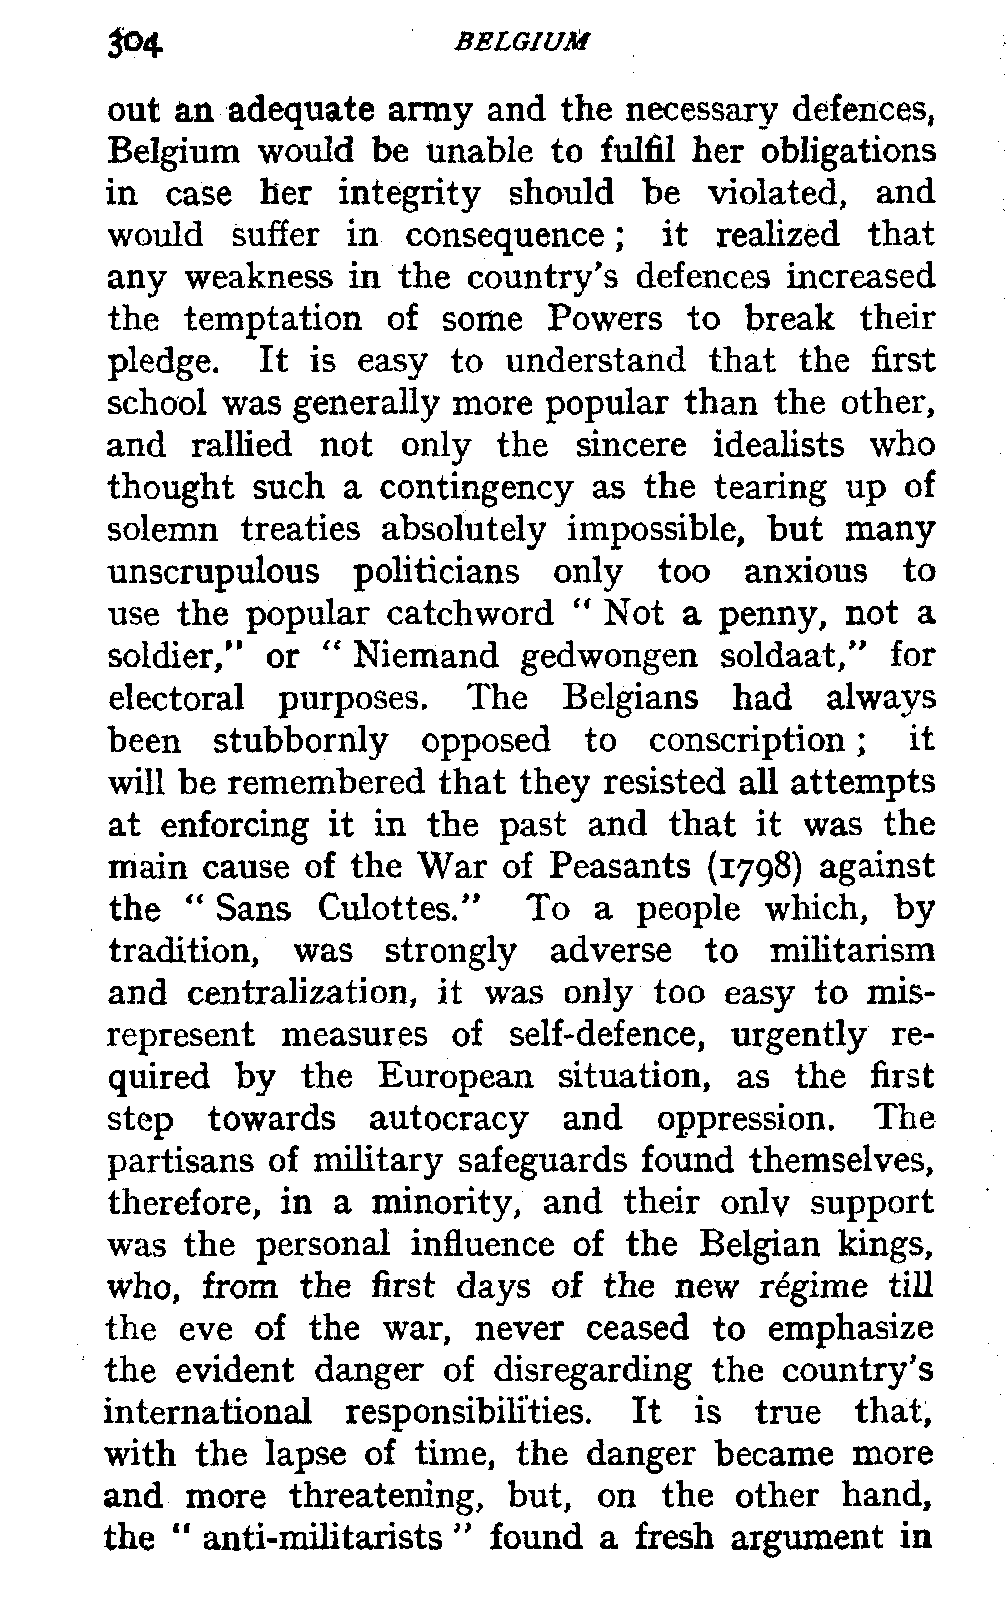 304 BELGIUM
out an adequate army and the necessary defences,
Belgium would be unable to fulfil her obligations
in case her integrity should be violated, and
would suffer in consequence ; it realized that
any weakness in the country's defences increased
the temptation of some Powers to break their
pledge. It is easy to understand that the first
school was generally more popular than the other,
and rallied not only the sincere idealists who
thought such a contingency as the tearing up of
solemn treaties absolutely impossible, but many
unscrupulous politicians only too anxious to
use the popular catchword " Not a penny, not a
soldier," or " Niemand gedwongen soldaat," for
electoral purposes. The Belgians had always
been stubbornly opposed to conscription ; it
will be remembered that they resisted all attempts
at enforcing it in the past and that it was the
main cause of the War of Peasants (1798) against
the " Sans Culottes." To a people which, by
tradition, was strongly adverse to militarism
and centralization, it was only too easy to mis-
represent measures of self-defence, urgently re-
quired by the European situation, as the first
step towards autocracy and oppression. The
partisans of military safeguards found themselves,
therefore, in a minority, and their only support
was the personal influence of the Belgian kings,
who, from the first days of the new régime till
the eve of the war, never ceased to emphasize
the evident danger of disregarding the country's
international responsibilities. It is true that,
with the lapse of time, the danger became more
and more threatening, but, on the other hand,
the " anti-militarists " found a fresh argument in